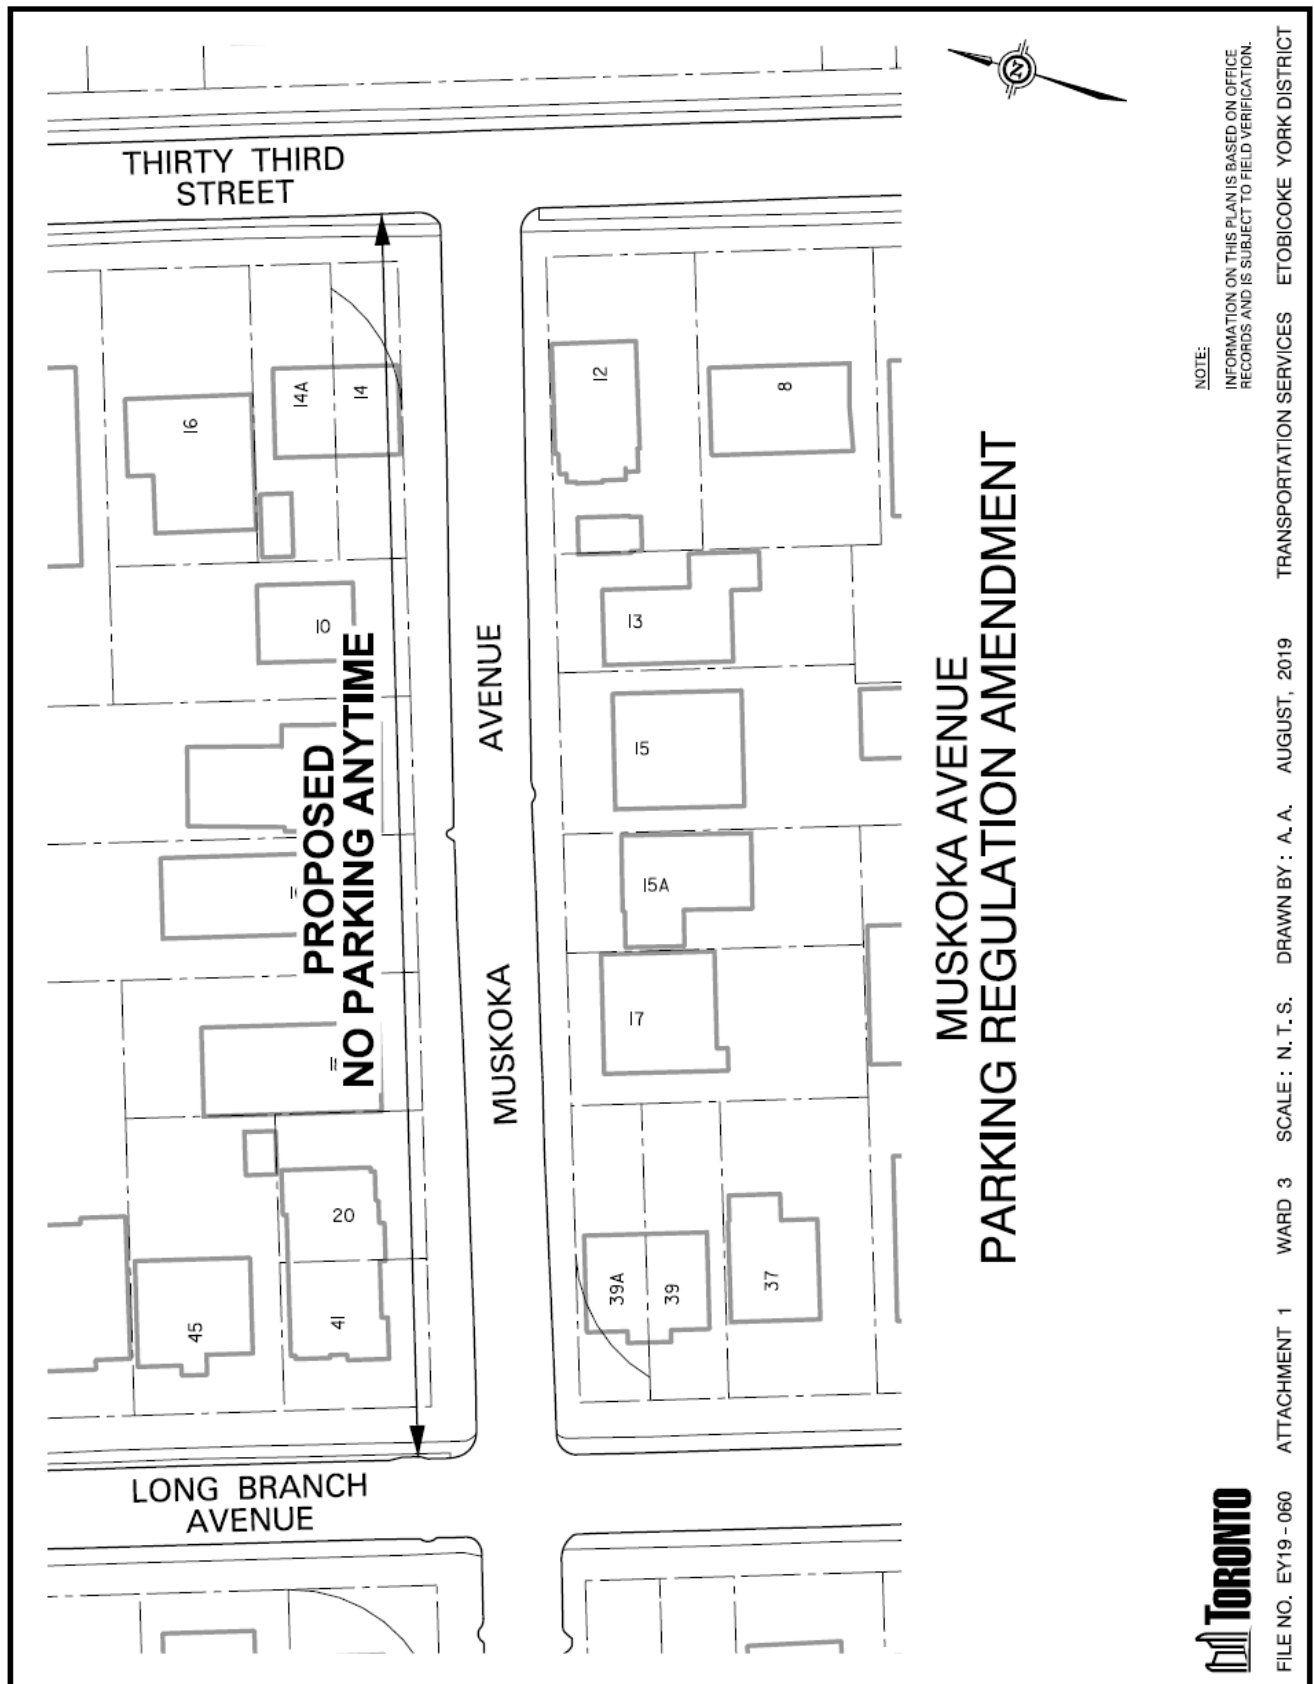 THIRTY THIRD
STREET
16
14A
14
12
8
10
13
PROPOSED
NO PARKING ANYTIME
15
15A
17
11
MUSKOKA AVENUE
20
45
41
39A
39
37
LONG BRANCH
AVENUE
MUSKOKA AVENUE
PARKING REGULATION AMENDMENT
N
NOTE:
INFORMATION ON THIS PLAN IS BASED ON OFFICE
RECORDS AND IS SUBJECT TO FIELD VERIFICATION.
TORONTO
FILE NO. EY19-060 ATTACHMENT 1 WARD 3 SCALE: N.T.S. DRAWN BY: A.A. AUGUST, 2019 TRANSPORTATION SERVICES ETOBICOKE YORK DISTRICT